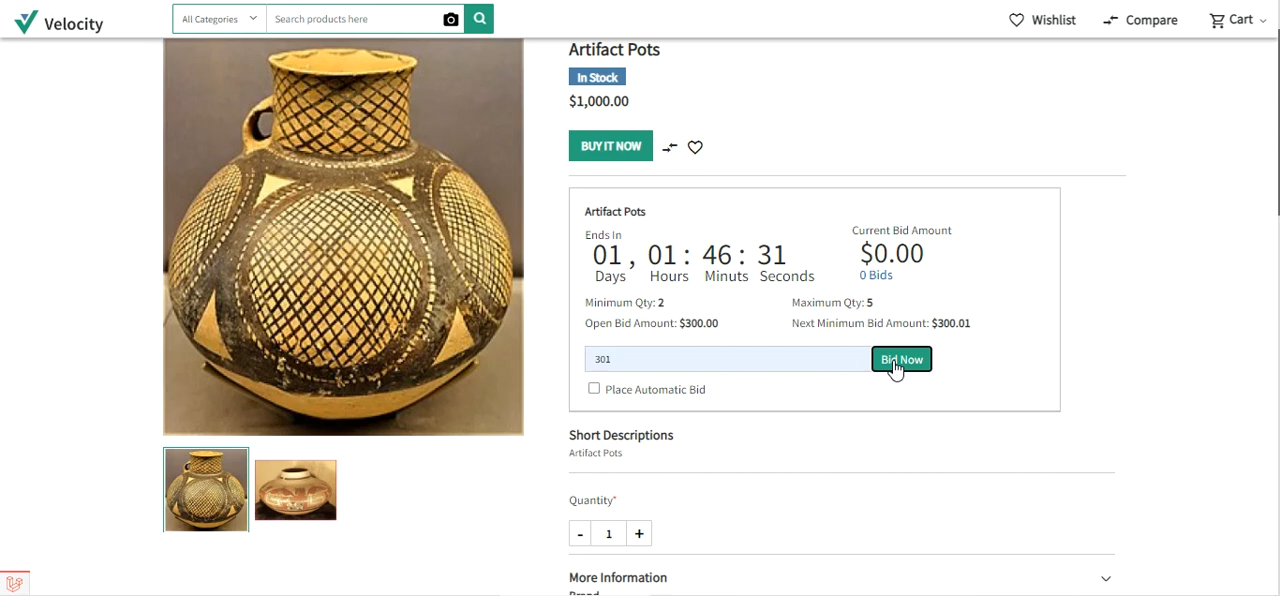 Velocity
All Categories
Search products here
Wishlist
Compare
Cart
Artifact Pots
In Stock
$1,000.00
BUY IT NOW
Artifact Pots
Ends In
01 , 01 : 46 : 31
Days Hours Minuts Seconds
Current Bid Amount
$0.00
0 Bids
Minimum Qty: 2
Maximum Qty: 5
Open Bid Amount: $300.00
Next Minimum Bid Amount: $300.01
301
Bid Now
Place Automatic Bid
Short Descriptions
Artifact Pots
Quantity*
- 1 +
More Information
Brand